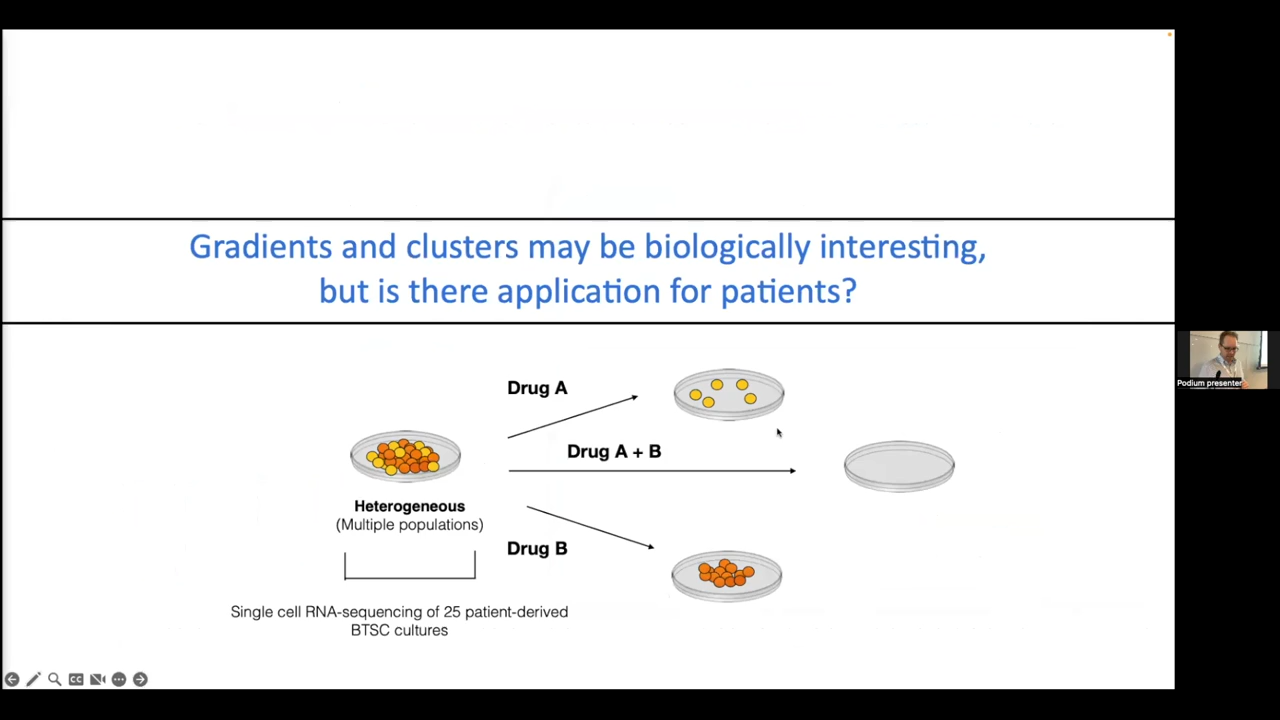 Gradients and clusters may be biologically interesting,
but is there application for patients?
Drug A
Drug A + B
Heterogeneous
(Multiple populations)
Drug B
Single cell RNA-sequencing of 25 patient-derived
BTSC cultures
CC
Podium presenter